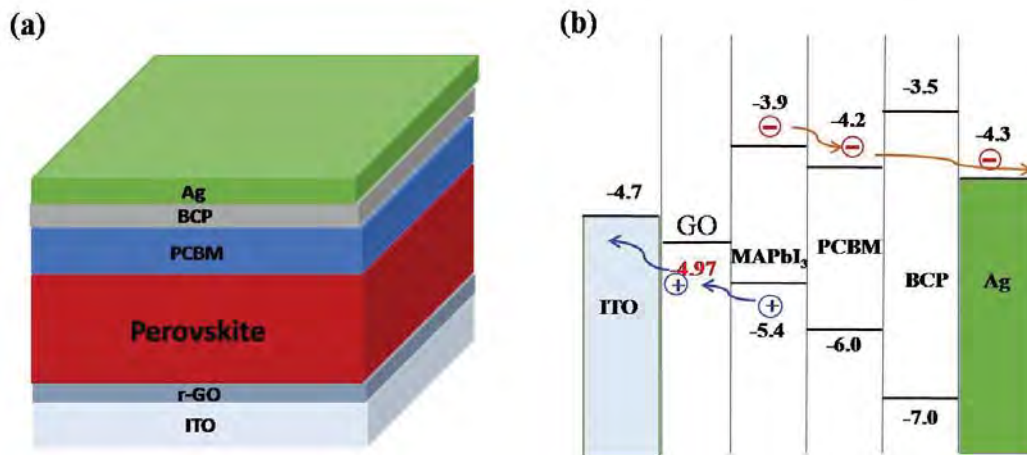 (a)
Ag
BCP
PCBM
Perovskite
r-GO
ITO
(b)
-3.5
-3.9
-4.2
-4.3
-4.7
GO
-4.97
MAPbI₃
PCBM
BCP
Ag
ITO
-5.4
-6.0
-7.0